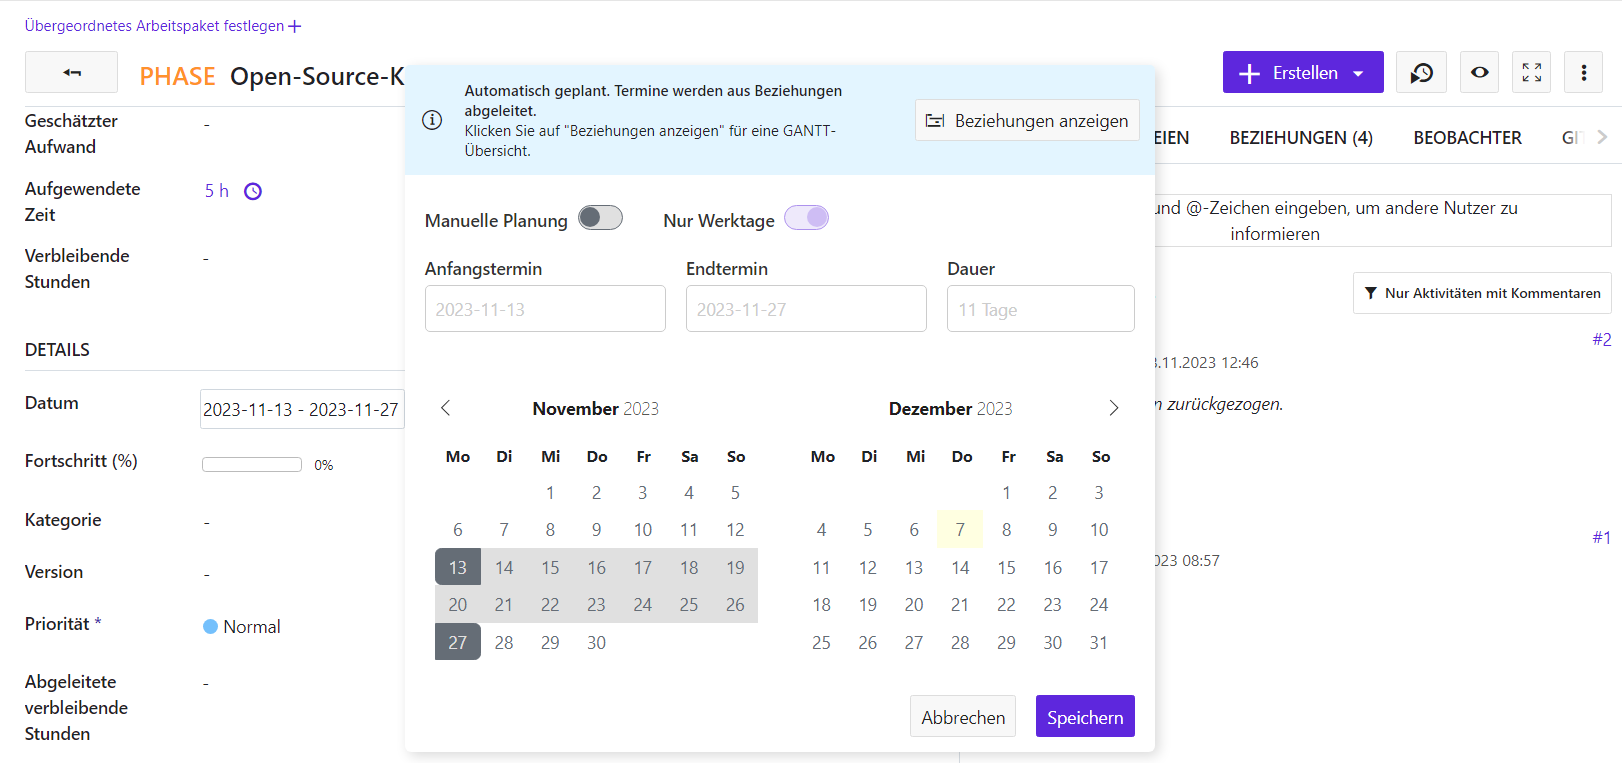 Übergeordnetes Arbeitspaket festlegen
PHASE Open-Source-K
Erstellen
Geschätzter
Aufwand
-
Aufgewendete
Zeit
5 h
Verbleibende
Stunden
-
DETAILS
Datum
2023-11-13 - 2023-11-27
Fortschritt (%)
0%
Kategorie
-
Version
-
Priorität *
Normal
Abgeleitete
verbleibende
Stunden
-
Automatisch geplant. Termine werden aus Beziehungen
abgeleitet.
Klicken Sie auf "Beziehungen anzeigen" für eine GANTT-
Übersicht.
Beziehungen anzeigen
Manuelle Planung
Nur Werktage
Anfangstermin
Endtermin
Dauer
2023-11-13
2023-11-27
11 Tage
November 2023
Mo Di Mi Do Fr Sa So
1 2 3 4 5
6 7 8 9 10 11 12
13 14 15 16 17 18 19
20 21 22 23 24 25 26
27 28 29 30
Dezember 2023
Mo Di Mi Do Fr Sa So
1 2 3
4 5 6 7 8 9 10
11 12 13 14 15 16 17
18 19 20 21 22 23 24
25 26 27 28 29 30 31
Abbrechen
Speichern
EIEN
BEZIEHUNGEN (4)
BEOBACHTER
GI
und @-Zeichen eingeben, um andere Nutzer zu
informieren
Nur Aktivitäten mit Kommentaren
#2
.11.2023 12:46
n zurückgezogen.
#1
023 08:57